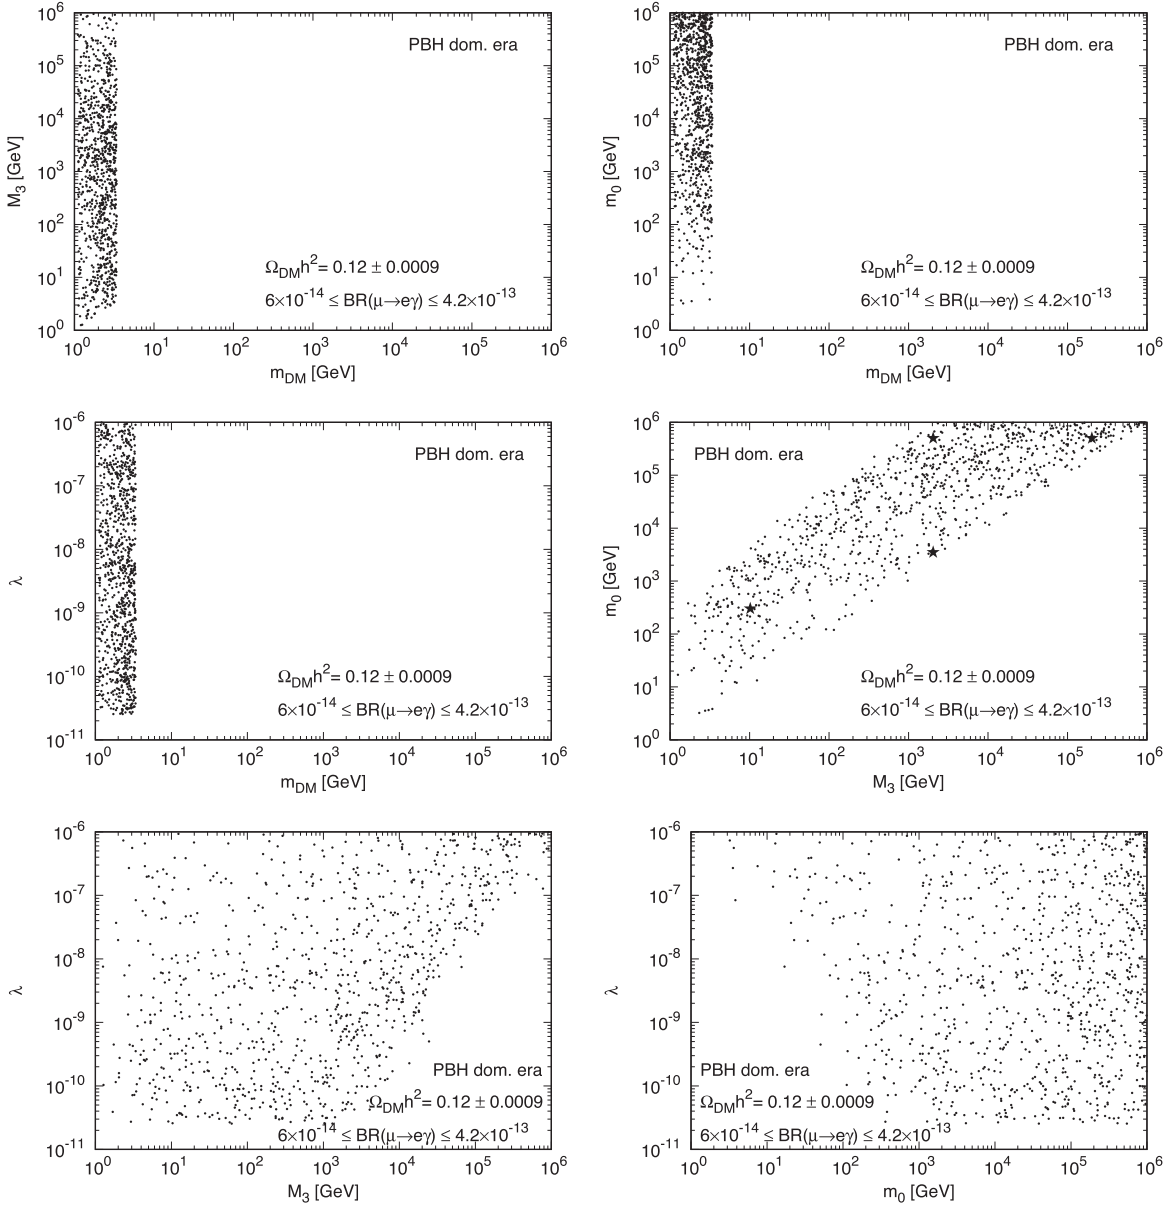 10^6
10^5
10^4
10^3
10^2
10^1
10^0
M_3 [GeV]
PBH dom. era
Ω_DM h^2 = 0.12 ± 0.0009
6×10^-14 ≤ BR(μ→eγ) ≤ 4.2×10^-13
10^0 10^1 10^2 10^3 10^4 10^5 10^6
m_DM [GeV]
10^6
10^5
10^4
10^3
10^2
10^1
10^0
m_0 [GeV]
PBH dom. era
Ω_DM h^2 = 0.12 ± 0.0009
6×10^-14 ≤ BR(μ→eγ) ≤ 4.2×10^-13
10^0 10^1 10^2 10^3 10^4 10^5 10^6
m_DM [GeV]
10^-6
10^-7
10^-8
10^-9
10^-10
10^-11
λ
PBH dom. era
Ω_DM h^2 = 0.12 ± 0.0009
6×10^-14 ≤ BR(μ→eγ) ≤ 4.2×10^-13
10^0 10^1 10^2 10^3 10^4 10^5 10^6
m_DM [GeV]
10^6
10^5
10^4
10^3
10^2
10^1
10^0
m_0 [GeV]
PBH dom. era
Ω_DM h^2 = 0.12 ± 0.0009
6×10^-14 ≤ BR(μ→eγ) ≤ 4.2×10^-13
10^0 10^1 10^2 10^3 10^4 10^5 10^6
M_3 [GeV]
10^-6
10^-7
10^-8
10^-9
10^-10
10^-11
λ
PBH dom. era
Ω_DM h^2 = 0.12 ± 0.0009
6×10^-14 ≤ BR(μ→eγ) ≤ 4.2×10^-13
10^0 10^1 10^2 10^3 10^4 10^5 10^6
M_3 [GeV]
10^-6
10^-7
10^-8
10^-9
10^-10
10^-11
λ
PBH dom. era
Ω_DM h^2 = 0.12 ± 0.0009
6×10^-14 ≤ BR(μ→eγ) ≤ 4.2×10^-13
10^0 10^1 10^2 10^3 10^4 10^5 10^6
m_0 [GeV]